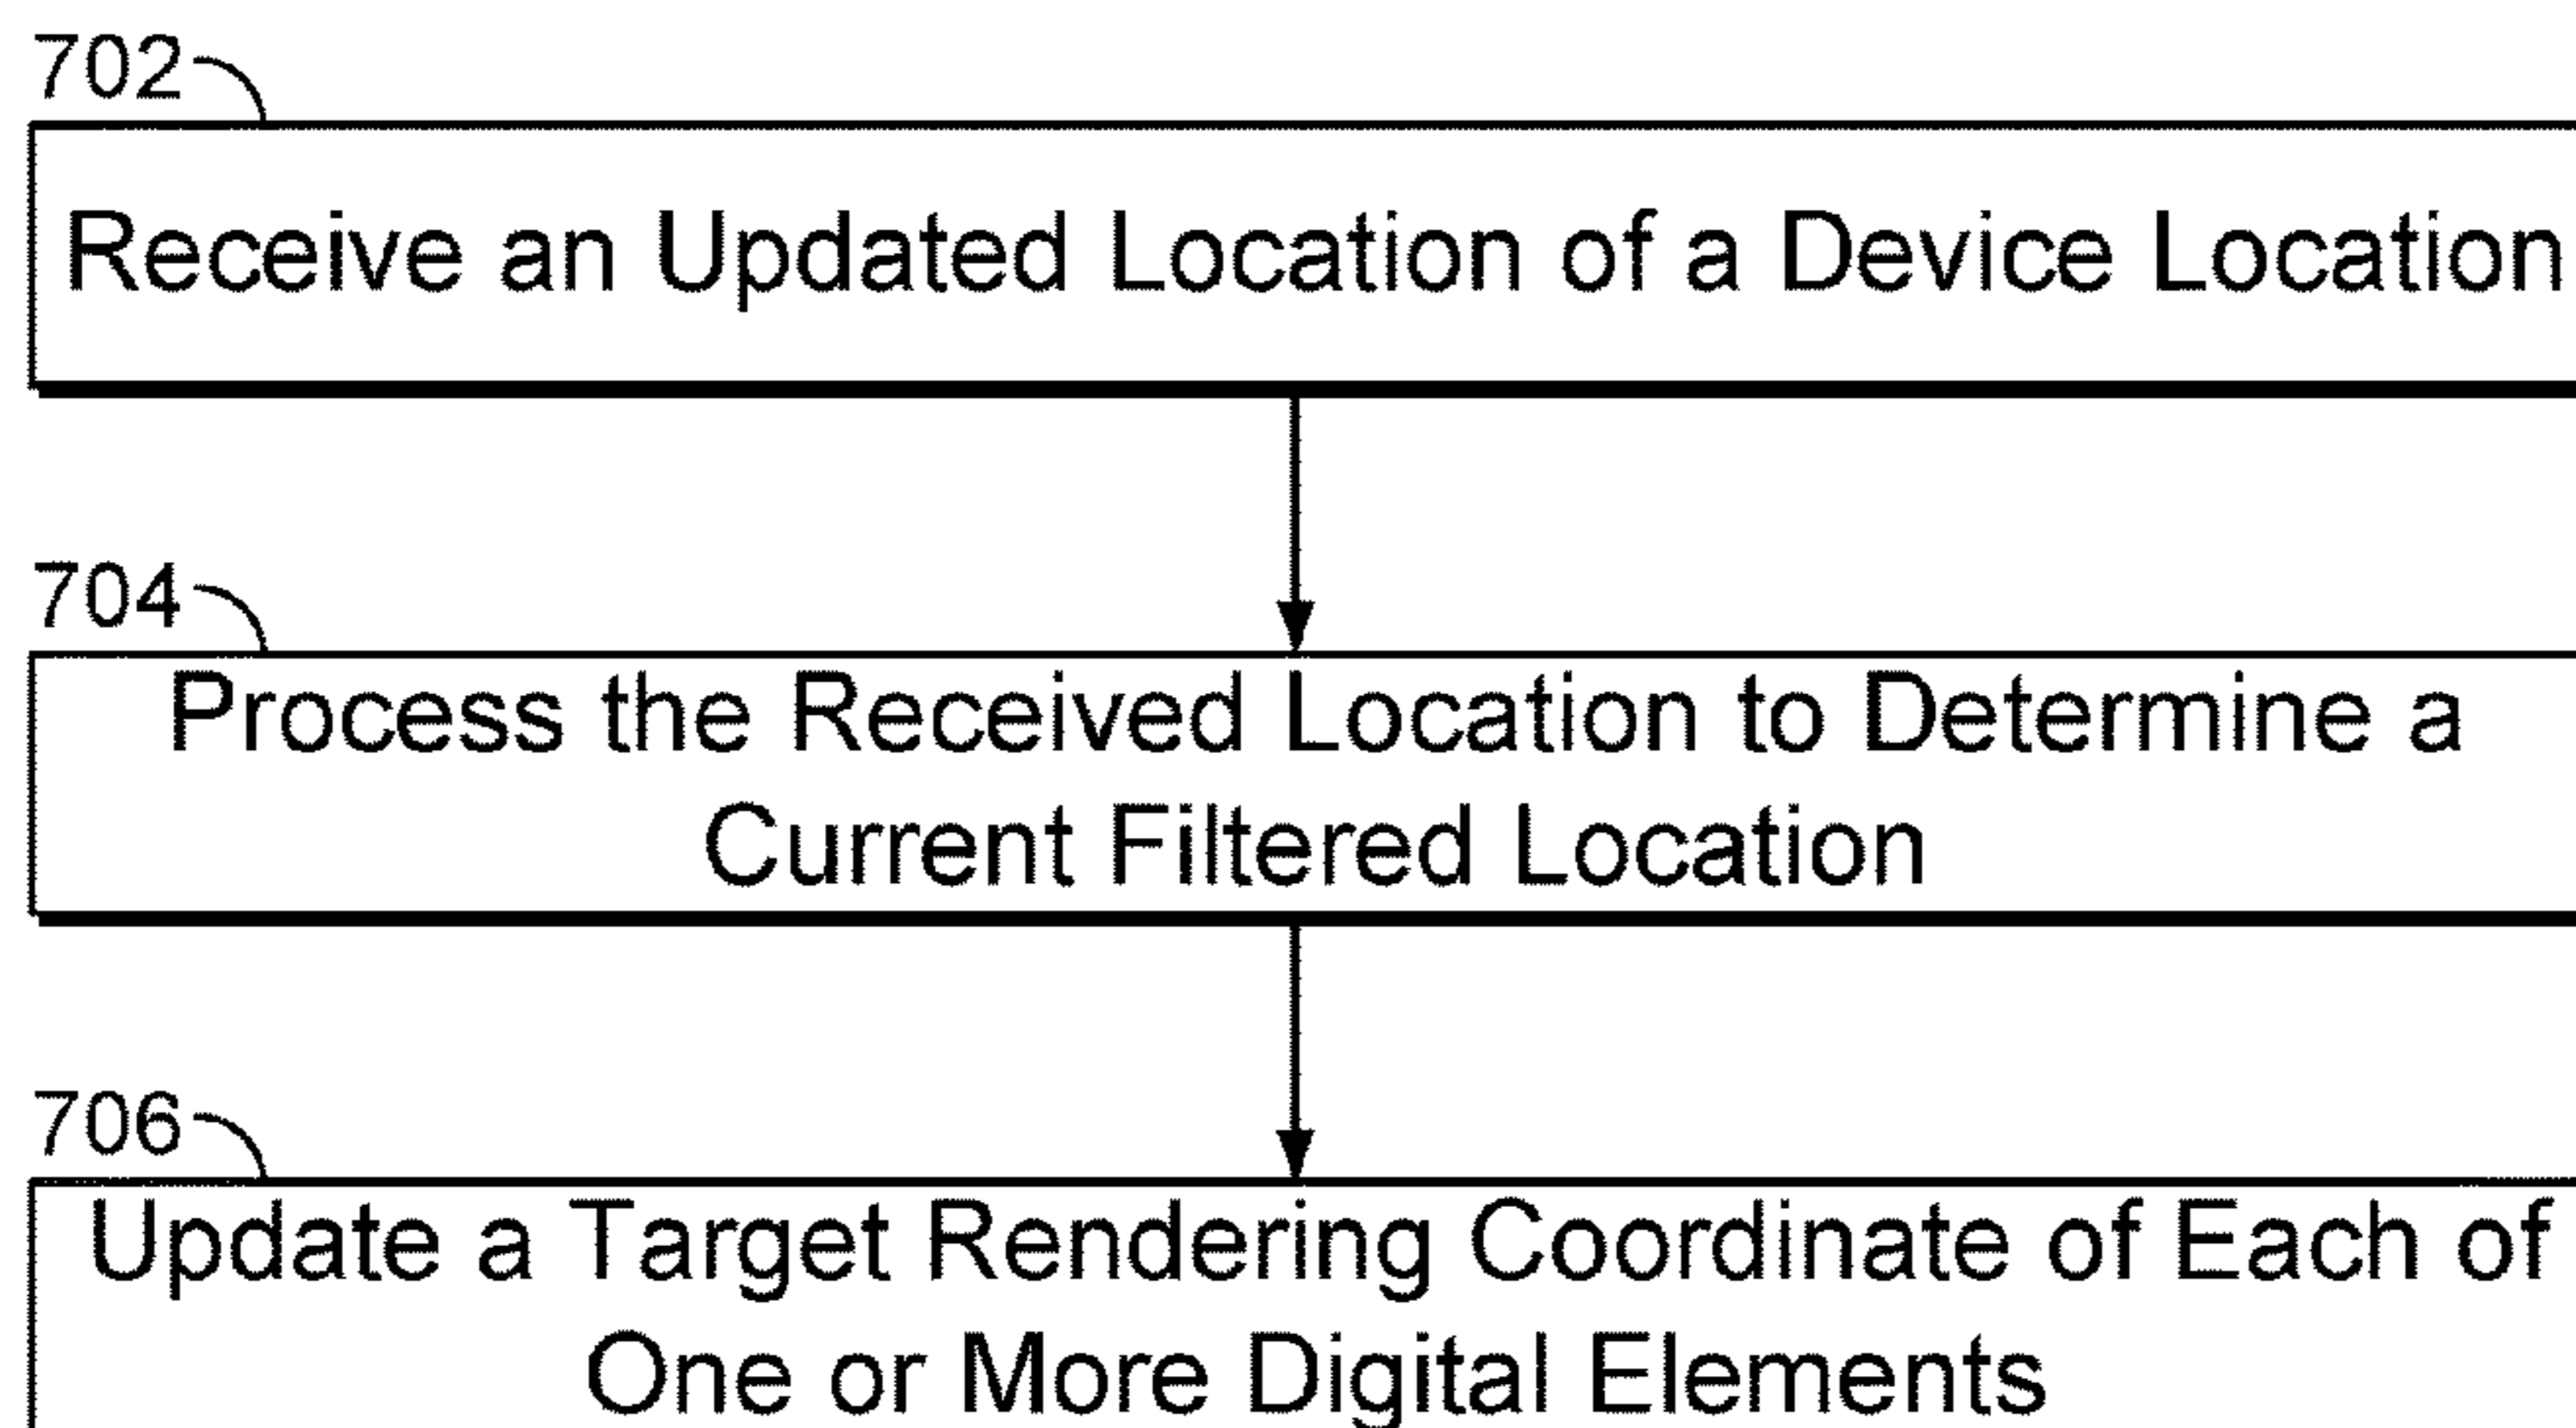 702
Receive an Updated Location of a Device Location
704
Process the Received Location to Determine a
Current Filtered Location
706
Update a Target Rendering Coordinate of Each of
One or More Digital Elements